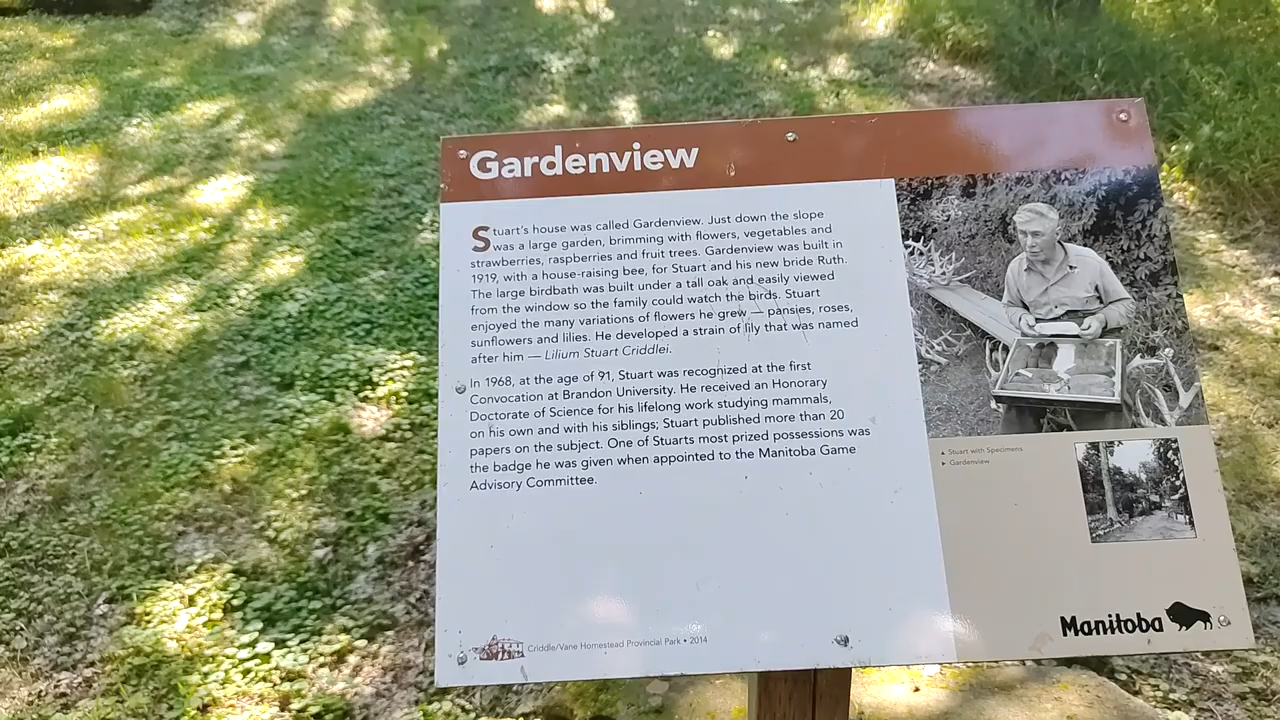 Gardenview
Stuart's house was called Gardenview. Just down the slope
was a large garden, brimming with flowers, vegetables and
strawberries, raspberries and fruit trees. Gardenview was built in
1919, with a house-raising bee, for Stuart and his new bride Ruth.
The large birdbath was built under a tall oak and easily viewed
from the window so the family could watch the birds. Stuart
enjoyed the many variations of flowers he grew — pansies, roses,
sunflowers and lilies. He developed a strain of lily that was named
after him — Lilium Stuart Criddlei.
In 1968, at the age of 91, Stuart was recognized at the first
Convocation at Brandon University. He received an Honorary
Doctorate of Science for his lifelong work studying mammals,
on his own and with his siblings; Stuart published more than 20
papers on the subject. One of Stuarts most prized possessions was
the badge he was given when appointed to the Manitoba Game
Advisory Committee.
▲ Stuart with Specimens
► Gardenview
Criddle/Vane Homestead Provincial Park • 2014
Manitoba